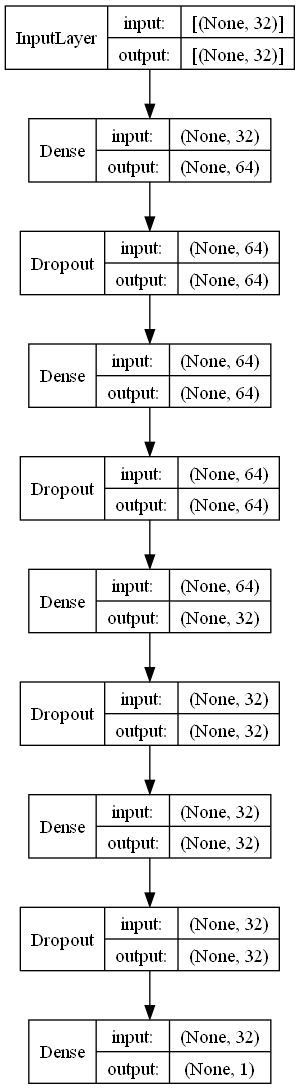 InputLayer
input: [(None, 32)]
output: [(None, 32)]
Dense
input: (None, 32)
output: (None, 64)
Dropout
input: (None, 64)
output: (None, 64)
Dense
input: (None, 64)
output: (None, 64)
Dropout
input: (None, 64)
output: (None, 64)
Dense
input: (None, 64)
output: (None, 32)
Dropout
input: (None, 32)
output: (None, 32)
Dense
input: (None, 32)
output: (None, 32)
Dropout
input: (None, 32)
output: (None, 32)
Dense
input: (None, 32)
output: (None, 1)